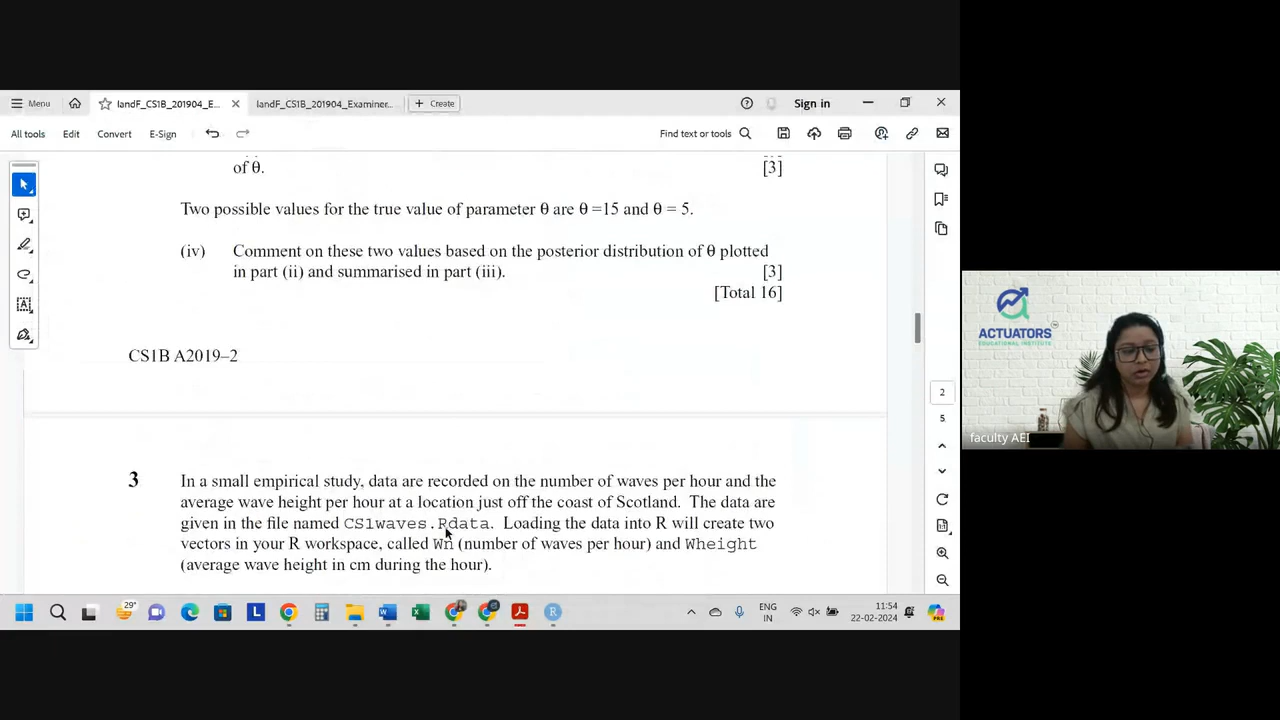 Menu
landF_CS1B_201904_E...
landF_CS1B_201904_Examiner...
Create
Sign in
All tools
Edit
Convert
E-Sign
Find text or tools
of θ.
[3]
Two possible values for the true value of parameter θ are θ =15 and θ = 5.
(iv) Comment on these two values based on the posterior distribution of θ plotted
in part (ii) and summarised in part (iii). [3]
[Total 16]
CS1B A2019–2
3 In a small empirical study, data are recorded on the number of waves per hour and the
average wave height per hour at a location just off the coast of Scotland. The data are
given in the file named CS1waves.Rdata. Loading the data into R will create two
vectors in your R workspace, called Wn (number of waves per hour) and Wheight
(average wave height in cm during the hour).
2
5
ACTUATORS
EDUCATIONAL INSTITUTE
faculty AEI
29°
ENG
IN
11:54
22-02-2024